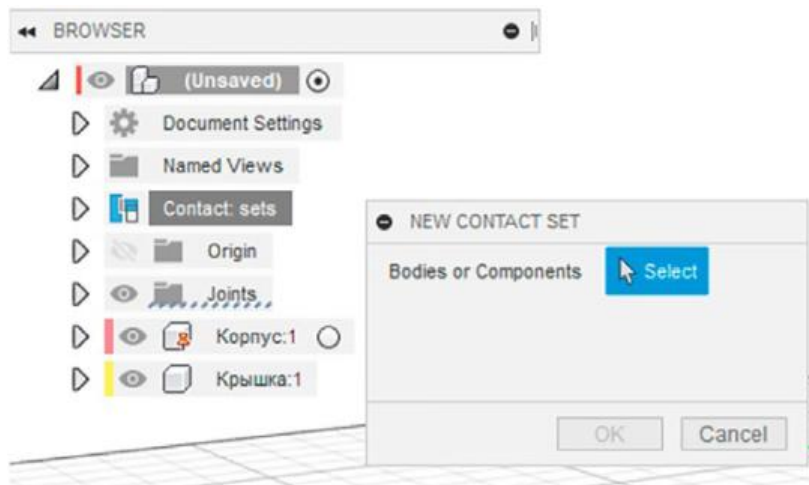 BROWSER
(Unsaved)
Document Settings
Named Views
Contact: sets
Origin
Joints
Корпус:1
Крышка:1
NEW CONTACT SET
Bodies or Components Select
OK Cancel